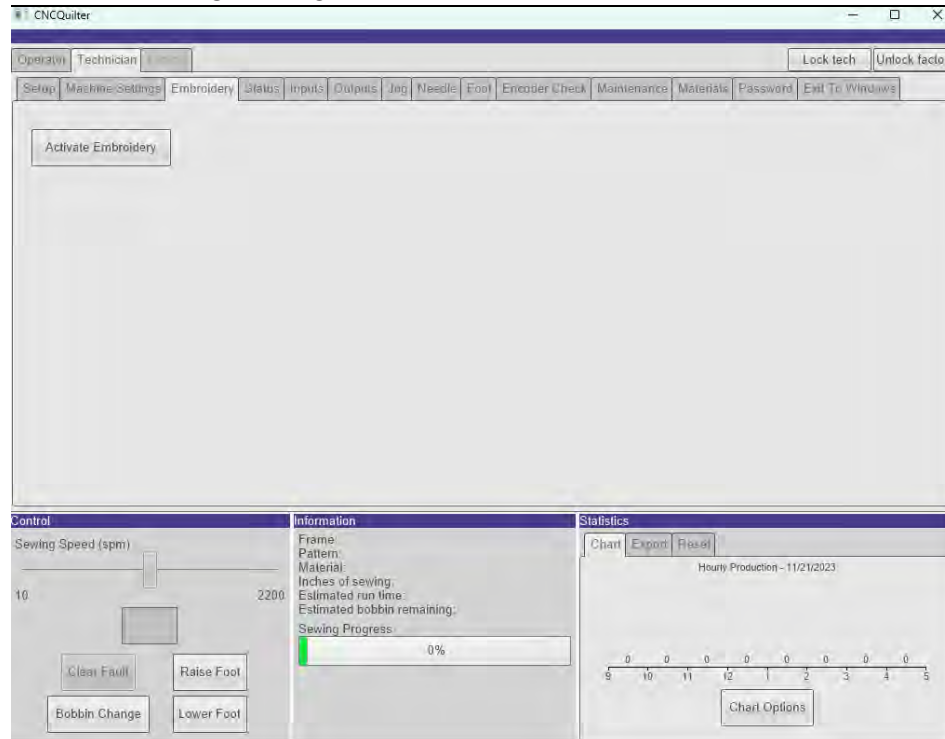 CNCQuilter
Operator Technician
Lock tech Unlock facto
Setup Machine Settings Embroidery Status Inputs Outputs Jog Needle Foot Encoder Check Maintenance Materials Password Exit To Windows
Activate Embroidery
Control
Sewing Speed (spm)
10 2200
Clear Fault Raise Foot
Bobbin Change Lower Foot
Information
Frame:
Pattern:
Material:
Inches of sewing:
Estimated run time:
Estimated bobbin remaining:
Sewing Progress
0%
Statistics
Chart Export Reset
Hourly Production - 11/21/2023
0 0 0 0 0 0 0 0
9 10 11 12 1 2 3 4 5
Chart Options